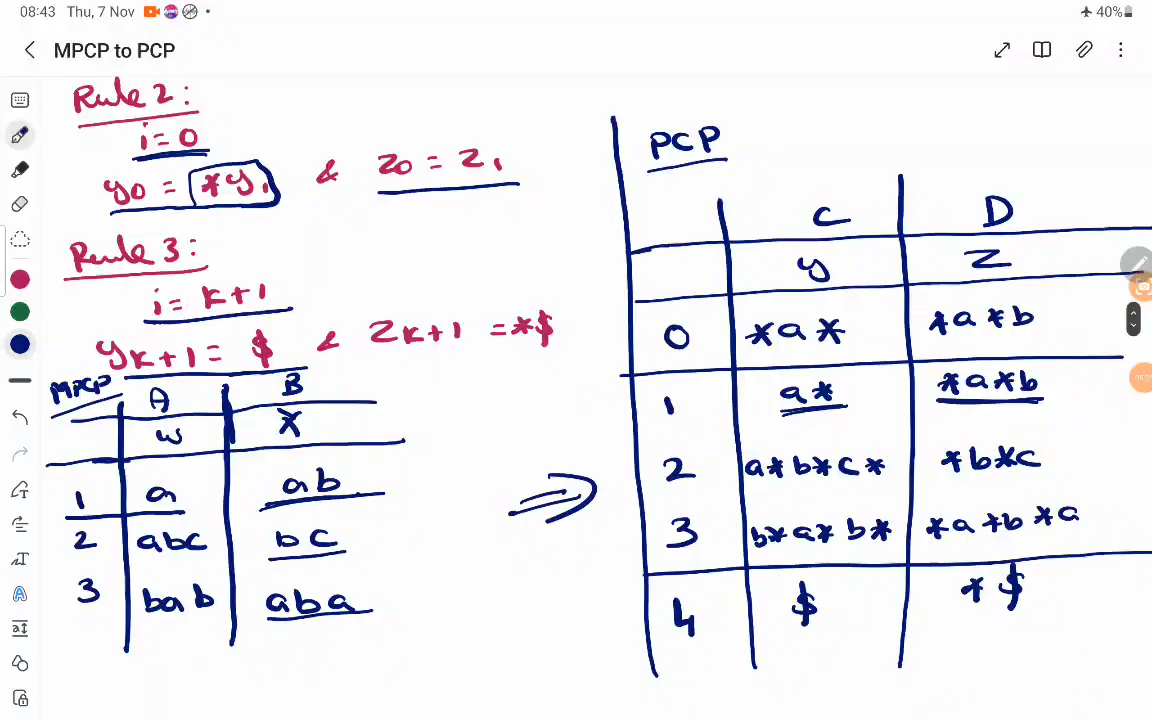 08:43 Thu, 7 Nov 40%
MPCP to PCP
Rule 2:
i = 0
y0 = *y1 & z0 = z1
Rule 3:
i = k+1
yk+1 = $ & zk+1 = *$
MPCP A B
w x
1 a ab
2 abc bc
3 bab aba
PCP
C D
y z
0 *a* *a*b
1 a* *a*b
2 a*b*c* *b*c
3 b*a*b* *a*b*a
4 $ *$